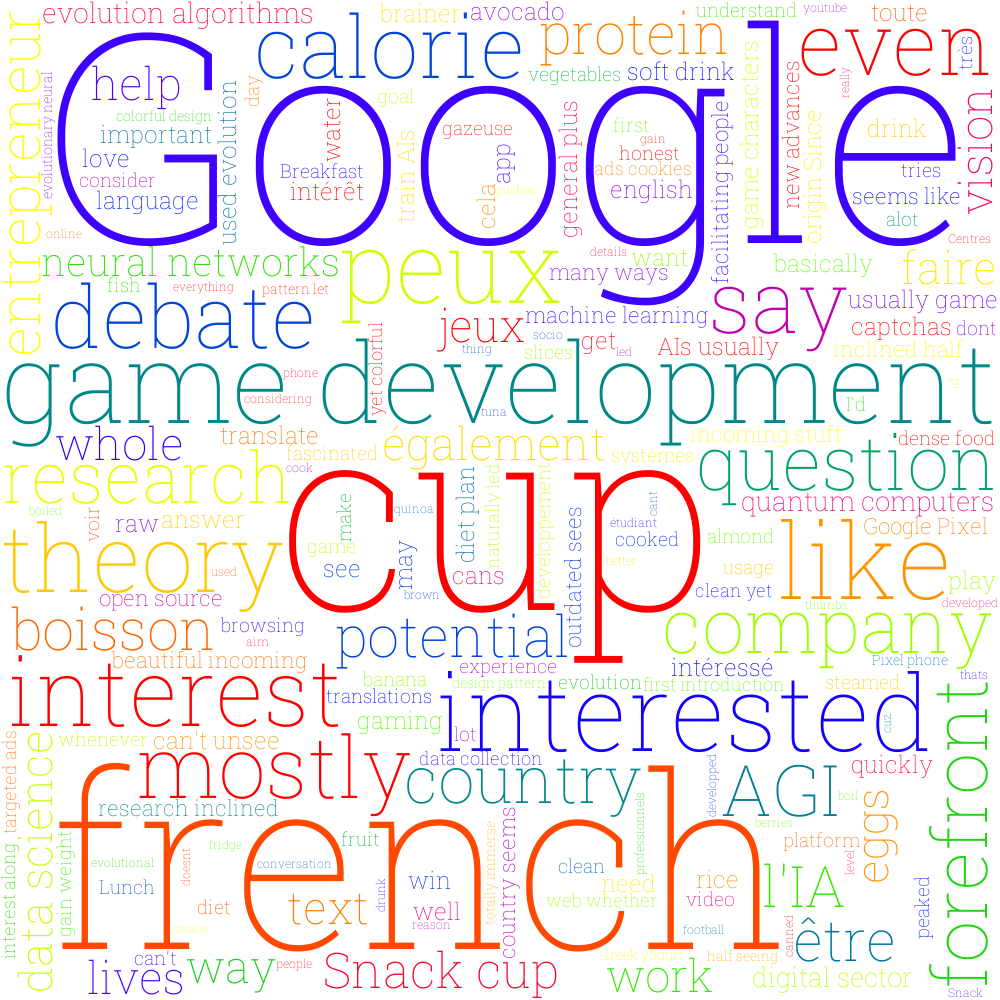 evolution algorithms
brainer
avocado
understand
youtube
toute
entrepreneur
Google
calorie
protein
even
très
help
vegetables
soft drink
evolutionary neural
colorful design
important
used evolution
day
goal
water
gazeuse
first
gain
honest
ads cookies
english
game characters
new advances
really
drink
vision
love
consider
language
Breakfast
intérêt
train AIs
cela
app
general plus
facilitating people
origin Since
tries
seems like
alot
Centres
online
neural networks
peux
details
want
many ways
basically
faire
fish
everything
pattern let
debate
jeux
machine learning
say
usually game
captchas
dont
socio
get
thing
slices
led
AIs usually
inclined half
yet colorful
phone
considering
game development
tuna
I'd
whole
translate
fascinated
également
systemes
mooming stuff
dense food
research
cook
question
quantum computers
boiled
voir
raw
answer
make
quinoa
diet plan
naturally led
developpement
cup
étudiant
cant
cooked
almond
Google Pixel
theory
game
see
may
cans
outdated sees
better
usage
like
play
used
brown
clean yet
open source
thumbs
developed
boisson
browsing
aim
potential
company
beautiful incoming
experience
intéressé
Pixel phone
interest
banana
design pattern
evolution
first introduction
steamed
thats
translations
gaming
interested
cuz
forefront
targeted ads
whenever
can't unsee
lot
data collection
mostly
country
developped
AGI
quickly
data science
research inclined
fruit
boil
eggs
interest along
gain weight
fridge
evolutional
conversation
french
totally immerse
country seems
professionnels
berries
platform
level
Lunch
doesnt
drunk
win
clean
need
web whether
rice
video
l'IA
peaked
diet
text
well
reason
football
canned
être
notice
can't
people
lives
way
Snack cup
Greek yogurt
work
half seeing
digital sector
Snack